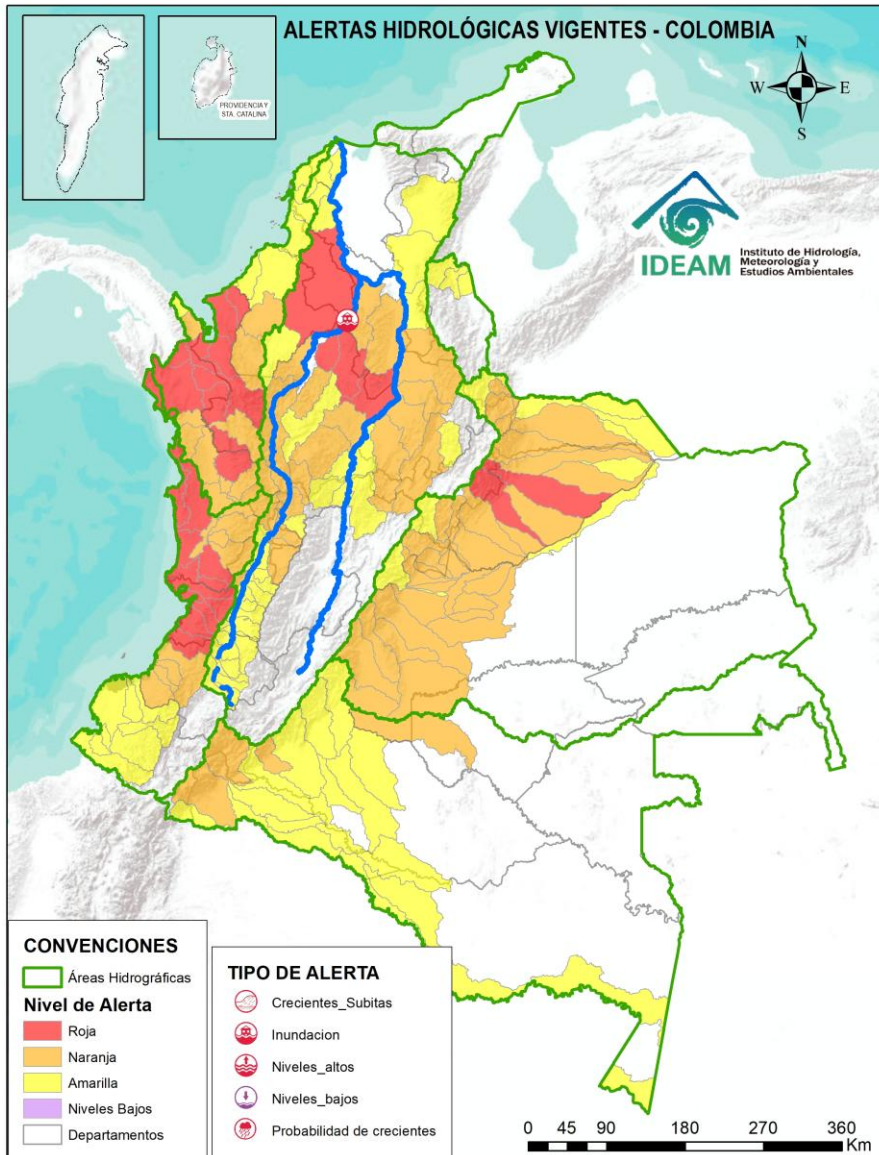 ALERTAS HIDROLÓGICAS VIGENTES - COLOMBIA
PROVIDENCIA Y
STA. CATALINA
N
W
E
S
IDEAM
Instituto de Hidrología,
Meteorología y
Estudios Ambientales
CONVENCIONES
Áreas Hidrográficas
Nivel de Alerta
Roja
Naranja
Amarilla
Niveles Bajos
Departamentos
TIPO DE ALERTA
Crecientes_Subitas
Inundacion
Niveles_altos
Niveles_bajos
Probabilidad de crecientes
0 45 90 180 270 360
Km